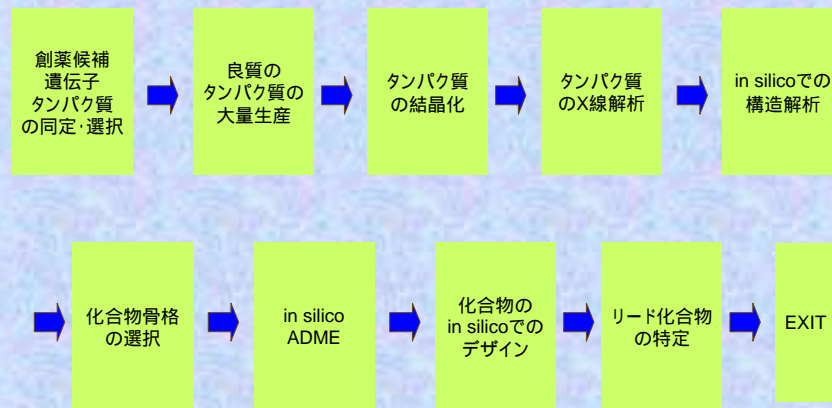 創薬候補
遺伝子
タンパク質
の同定・選択
良質の
タンパク質の
大量生産
タンパク質
の結晶化
タンパク質
のX線解析
in silicoでの
構造解析
化合物骨格
の選択
in silico
ADME
化合物の
in silicoでの
デザイン
リード化合物
の特定
EXIT